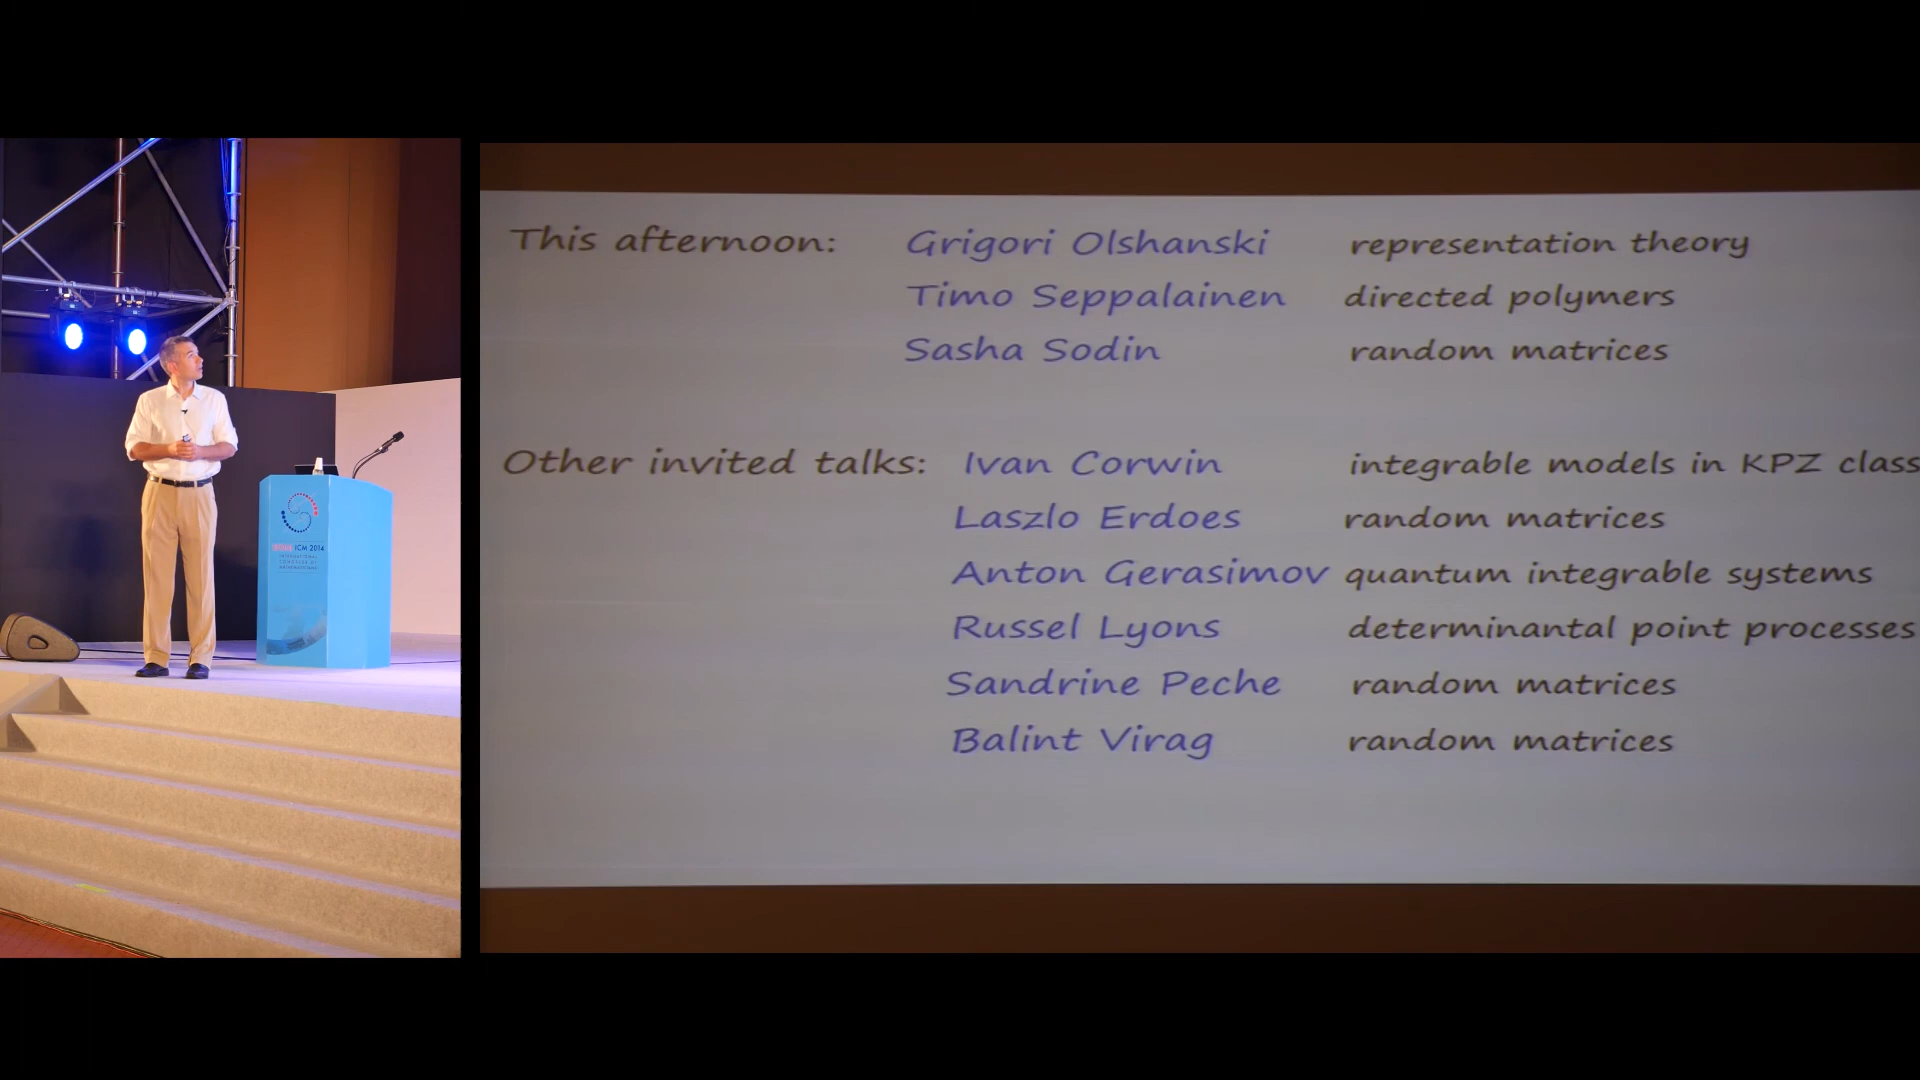 This afternoon: Grigori Olshanski representation theory
Timo Seppalainen directed polymers
Sasha Sodin random matrices
Other invited talks: Ivan Corwin integrable models in KPZ class
Laszlo Erdoes random matrices
Anton Gerasimov quantum integrable systems
Russel Lyons determinantal point processes
Sandrine Peche random matrices
Balint Virag random matrices
ICM 2014